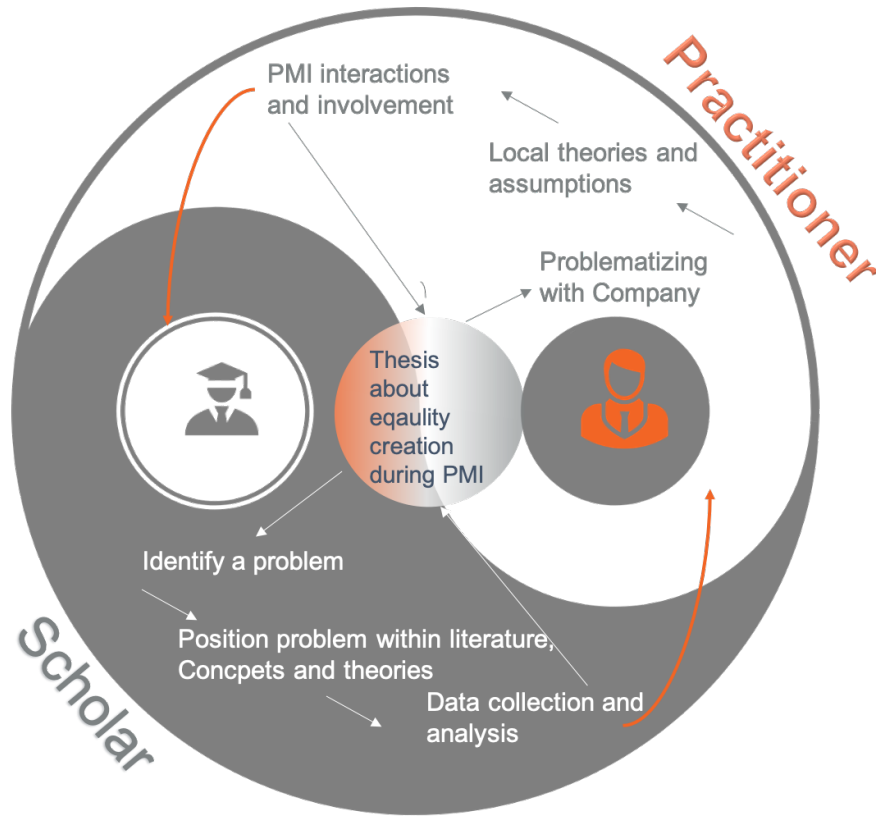 Practitioner
PMI interactions
and involvement
Local theories and
assumptions
Problematizing
with Company
Thesis
about
eqaulity
creation
during PMI
Identify a problem
Position problem within literature,
Concpets and theories
Data collection and
analysis
Scholar